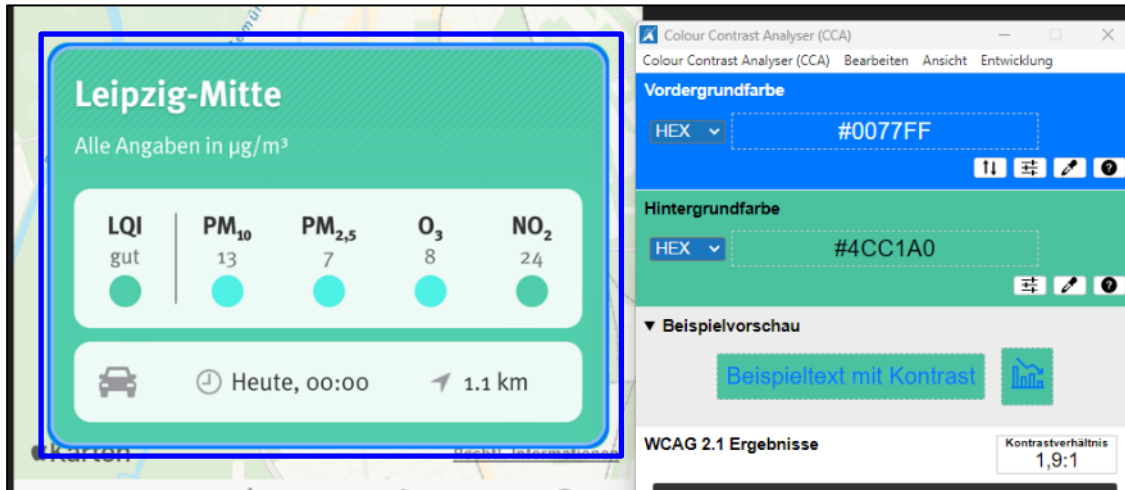 Leipzig-Mitte
Alle Angaben in µg/m³
LQI PM₁₀ PM₂,₅ O₃ NO₂
gut 13 7 8 24
Heute, 00:00 1.1 km
Karten
Rechtl. Informationen
Colour Contrast Analyser (CCA)
Colour Contrast Analyser (CCA) Bearbeiten Ansicht Entwicklung
Vordergrundfarbe
HEX #0077FF
Hintergrundfarbe
HEX #4CC1A0
Beispielvorschau
Beispieltext mit Kontrast
WCAG 2.1 Ergebnisse
Kontrastverhältnis
1,9:1